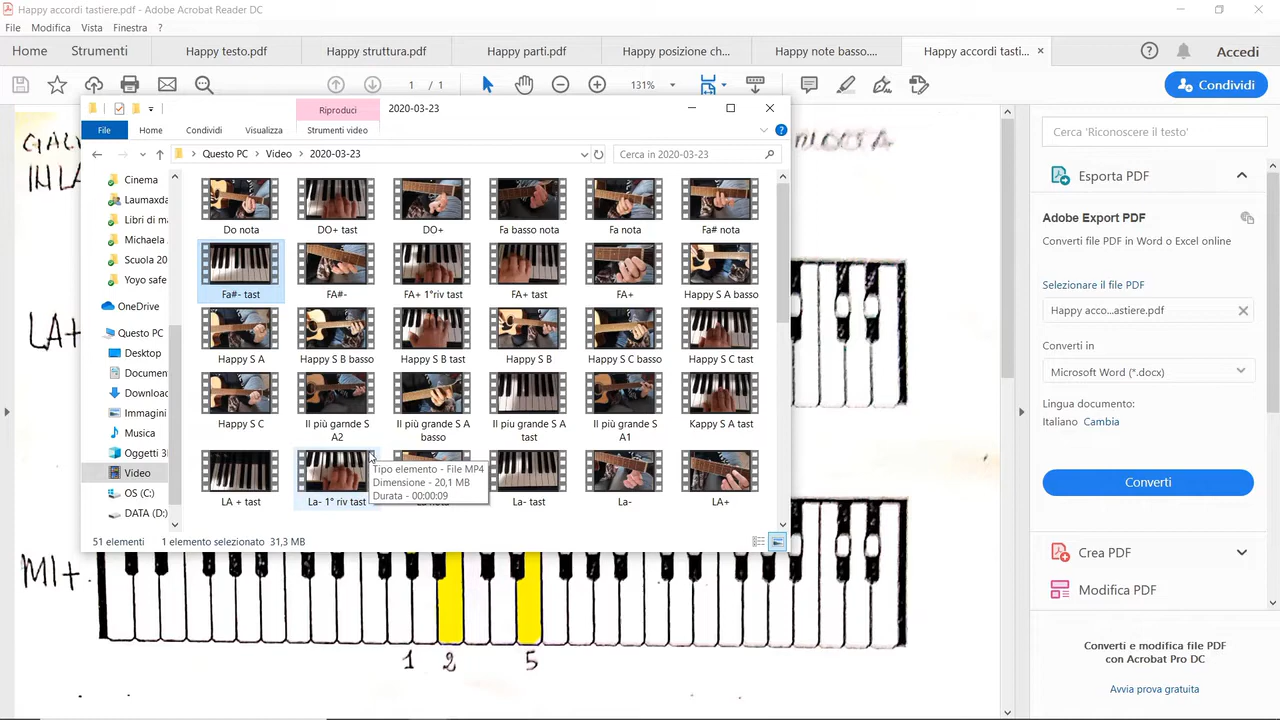 Happy accordi tastiere.pdf - Adobe Acrobat Reader DC
File Modifica Vista Finestra ?
Home Strumenti Happy testo.pdf Happy struttura.pdf Happy parti.pdf Happy posizione ch... Happy note basso.... Happy accordi tasti... × Accedi
1 / 1 131% Condividi
Riproduci 2020-03-23
File Home Condividi Visualizza Strumenti video
Questo PC Video 2020-03-23 Cerca in 2020-03-23
Cinema
Laumaxda
Libri di ma
Michaela
Scuola 20
Yoyo safe
OneDrive
Questo PC
Desktop
Documen
Downloac
Immagini
Musica
Oggetti 3
Video
OS (C:)
DATA (D:)
Do nota DO+ tast DO+ Fa basso nota Fa nota Fa# nota
Fa#- tast FA#- FA+ 1°riv tast FA+ tast FA+ Happy S A basso
Happy S A Happy S B basso Happy S B tast Happy S B Happy S C basso Happy S C tast
Happy S C Il più garnde S A2 Il più grande S A basso Il piu grande S A tast Il più grande S A1 Kappy S A tast
LA + tast La- 1° riv tast La- tast La- LA+
Tipo elemento - File MP4
Dimensione - 20,1 MB
Durata - 00:00:09
51 elementi 1 elemento selezionato 31,3 MB
LA+
MI+.
1 2 5
Cerca 'Riconoscere il testo'
Esporta PDF
Adobe Export PDF
Converti file PDF in Word o Excel online
Selezionare il file PDF
Happy acco...astiere.pdf
Converti in
Microsoft Word (*.docx)
Lingua documento:
Italiano Cambia
Converti
Crea PDF
Modifica PDF
Converti e modifica file PDF
con Acrobat Pro DC
Avvia prova gratuita